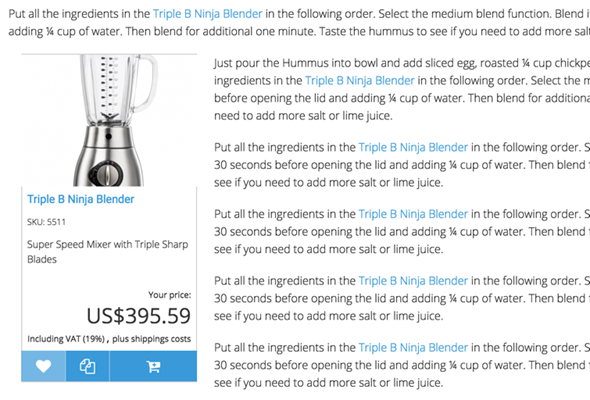 Put all the ingredients in the Triple B Ninja Blender in the following order. Select the medium blend function. Blend
adding ¼ cup of water. Then blend for additional one minute. Taste the hummus to see if you need to add more
Just pour the Hummus into bowl and add sliced egg, roasted ¼ cup
ingredients in the Triple B Ninja Blender in the following order. Select the
before opening the lid and adding ¼ cup of water. Then blend for
need to add more salt or lime juice.
Put all the ingredients in the Triple B Ninja Blender in the following order.
30 seconds before opening the lid and adding ¼ cup of water. Then blend
see if you need to add more salt or lime juice.
Put all the ingredients in the Triple B Ninja Blender in the following order.
30 seconds before opening the lid and adding ¼ cup of water. Then blend
see if you need to add more salt or lime juice.
Put all the ingredients in the Triple B Ninja Blender in the following order.
30 seconds before opening the lid and adding ¼ cup of water. Then blend
see if you need to add more salt or lime juice.
Put all the ingredients in the Triple B Ninja Blender in the following order.
30 seconds before opening the lid and adding ¼ cup of water. Then blend
see if you need to add more salt or lime juice.
Triple B Ninja Blender
SKU: 5511
Super Speed Mixer with Triple Sharp
Blades
Your price:
US$395.59
Including VAT (19%), plus shippings costs